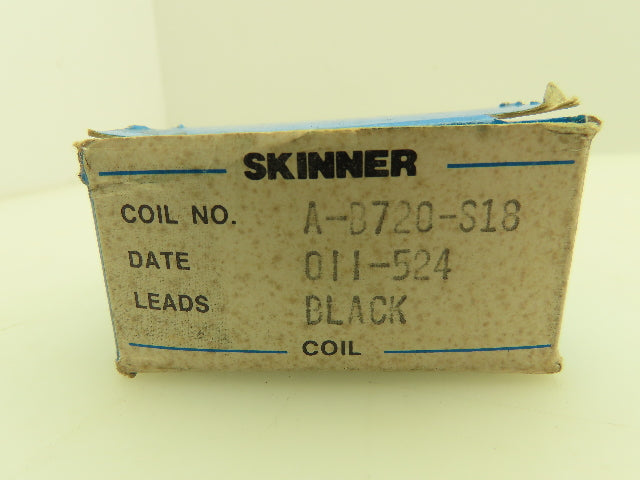 SKINNER
COIL NO. A-B720-S18
DATE 011-524
LEADS BLACK
COIL